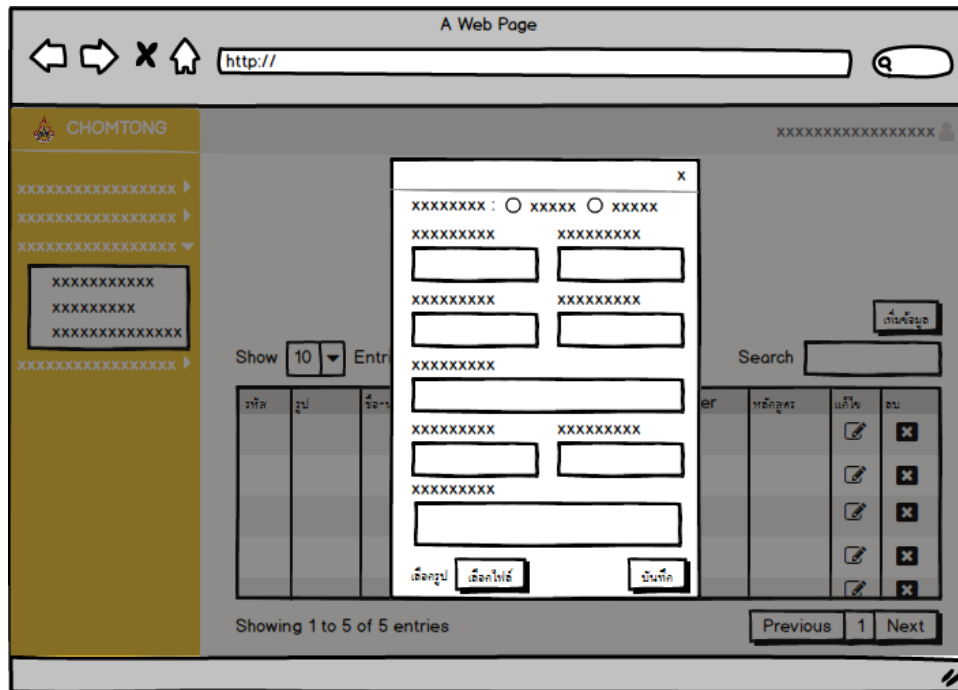 A Web Page
http://
CHOMTONG
xxxxxxxxxxxxxxxxx
x
xxxxxxxx : xxxxx xxxxx
xxxxxxxxxxxxxxxxx
xxxxxxxxxxxxxxxxx
xxxxxxxxxxxxxxxxx
xxxxxxxxxxx
xxxxxxxxx
xxxxxxxxxxxxxx
xxxxxxxxxxxxxxxxx
xxxxxxxxx xxxxxxxxx
xxxxxxxxx xxxxxxxxx
xxxxxxxxx
xxxxxxxxx xxxxxxxxx
xxxxxxxxx
เลือกรูป เลือกไฟล์ บันทึก
เพิ่มข้อมูล
Show 10 Entri Search
รหัส รูป ชื่อ-น er หลักสูตร แก้ไข ลบ
Showing 1 to 5 of 5 entries
Previous 1 Next